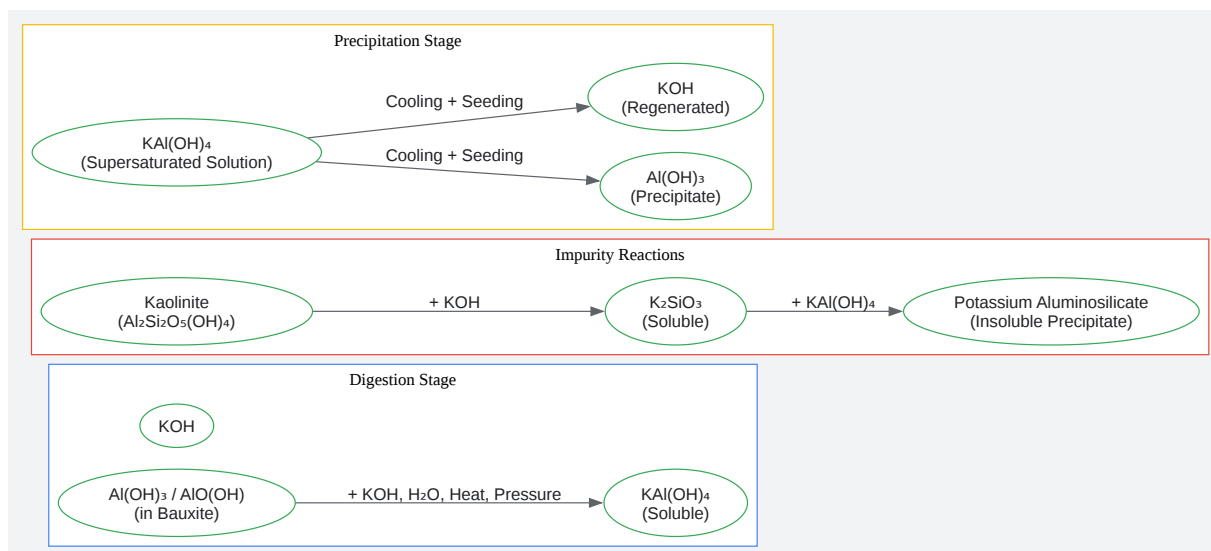 Precipitation Stage
KAl(OH)₄
(Supersaturated Solution)
Cooling + Seeding
KOH
(Regenerated)
Cooling + Seeding
Al(OH)₃
(Precipitate)
Impurity Reactions
Kaolinite
(Al₂Si₂O₅(OH)₄)
+ KOH
K₂SiO₃
(Soluble)
+ KAl(OH)₄
Potassium Aluminosilicate
(Insoluble Precipitate)
Digestion Stage
KOH
Al(OH)₃ / AlO(OH)
(in Bauxite)
+ KOH, H₂O, Heat, Pressure
KAl(OH)₄
(Soluble)